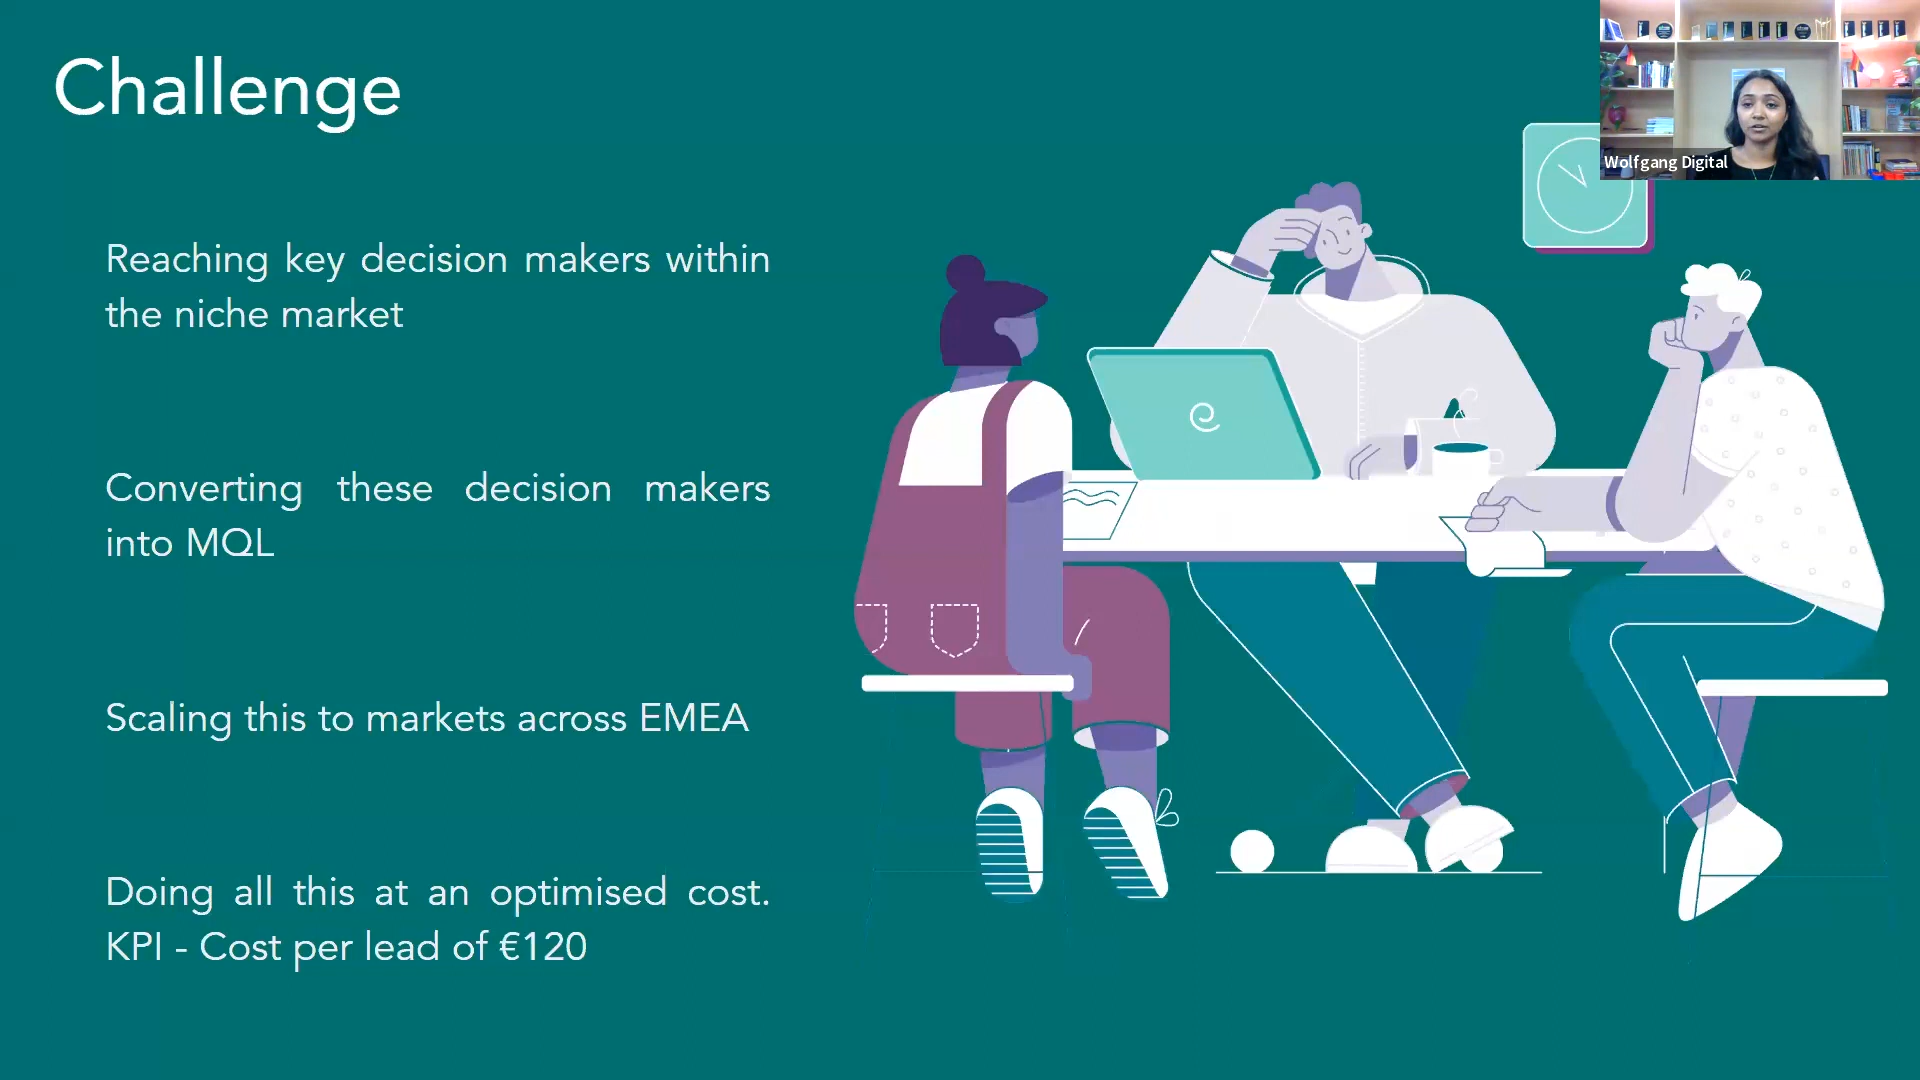 Challenge
Wolfgang Digital
Reaching key decision makers within
the niche market
Converting these decision makers
into MQL
Scaling this to markets across EMEA
Doing all this at an optimised cost.
KPI - Cost per lead of €120